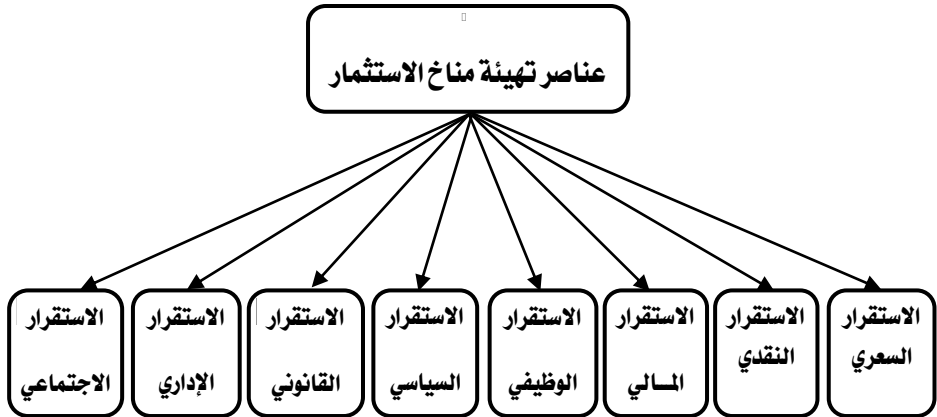 عناصر تهيئة مناخ الاستثمار
الاستقرار
السعري
الاستقرار
النقدي
الاستقرار
المـالي
الاستقرار
الوظيفي
الاستقرار
السياسي
الاستقرار
القانوني
الاستقرار
الإداري
الاستقرار
الاجتماعي